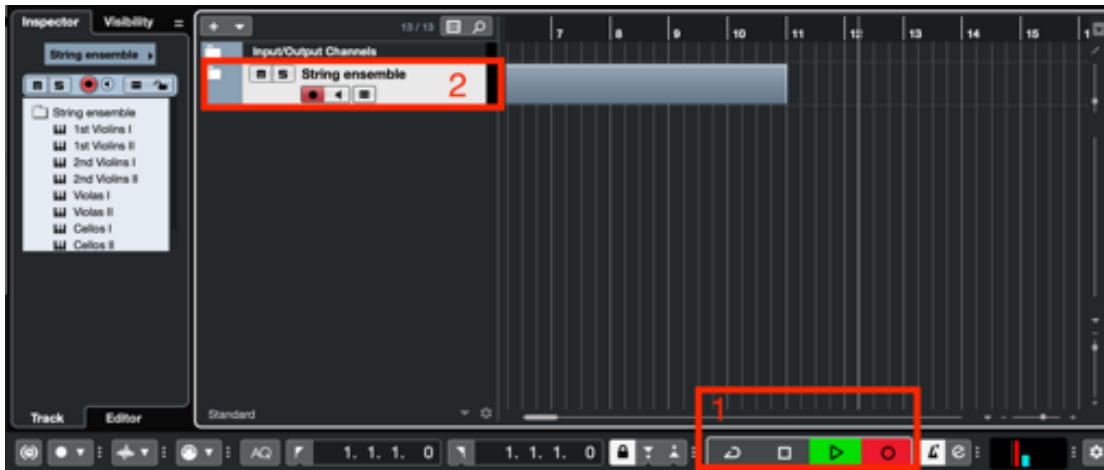 Inspector Visibility
13 / 13
String ensemble
Input/Output Channels
m S String ensemble
2
m S
String ensemble
1st Violins I
1st Violins II
2nd Violins I
2nd Violins II
Violas I
Violas II
Cellos I
Cellos II
7 8 9 10 11 12 13 14 15 1
Track Editor
Standard
1
AQ
1. 1. 1. 0
1. 1. 1. 0